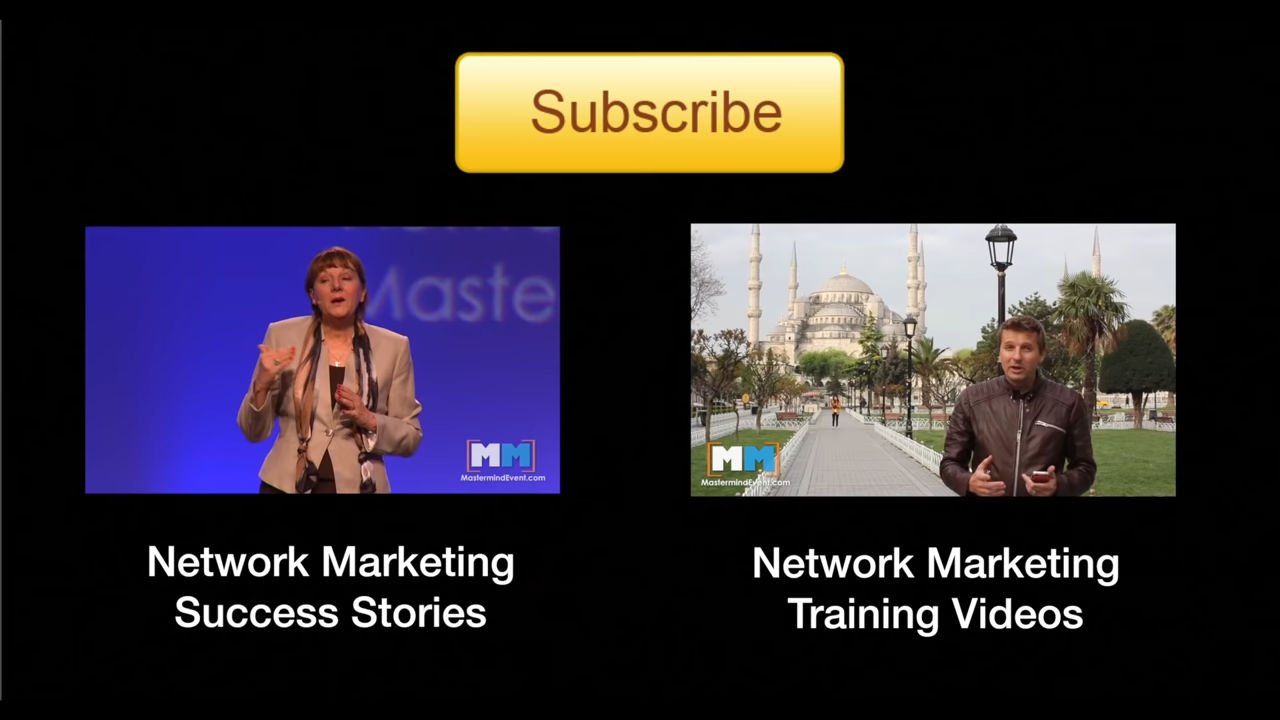 Subscribe
Maste
MM
MastermindEvent.com
MM
MastermindEvent.com
Network Marketing
Success Stories
Network Marketing
Training Videos